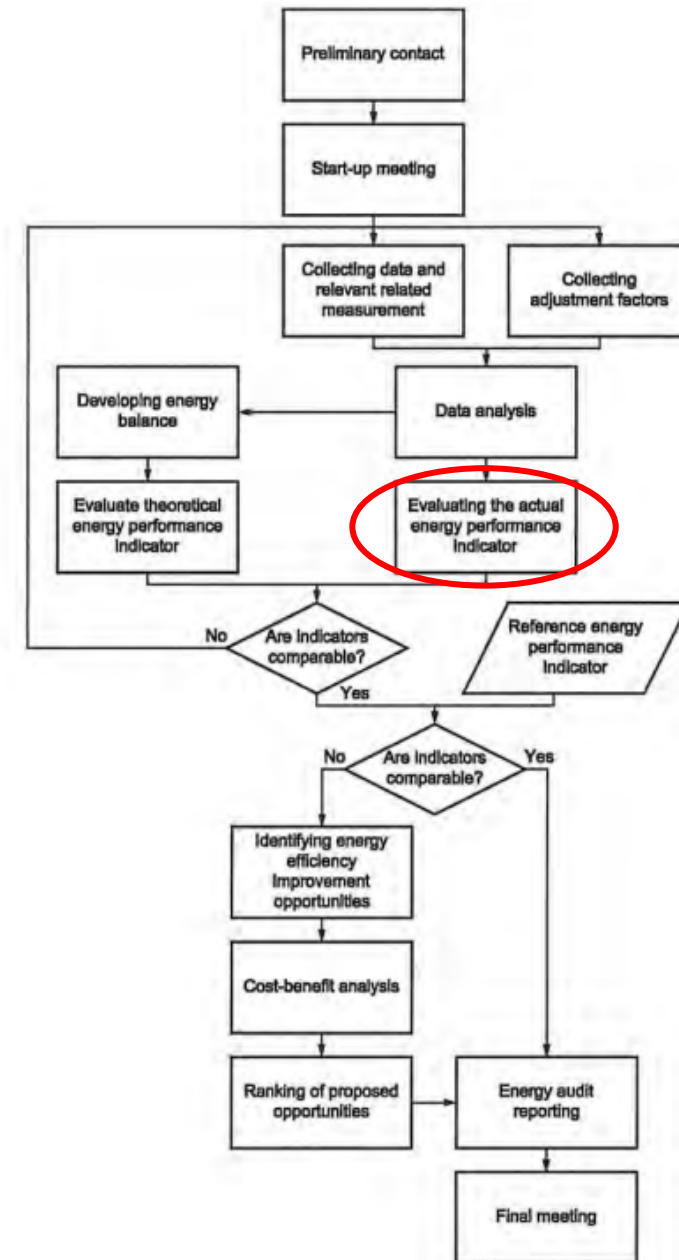 Preliminary contact
Start-up meeting
Collecting data and
relevant related
measurement
Collecting
adjustment factors
Developing energy
balance
Data analysis
Evaluate theoretical
energy performance
Indicator
Evaluating the actual
energy performance
Indicator
No
Are Indicators
comparable?
Reference energy
performance
Indicator
Yes
No
Are Indicators
comparable?
Yes
Identifying energy
efficiency
Improvement
opportunities
Cost-benefit analysis
Ranking of proposed
opportunities
Energy audit
reporting
Final meeting